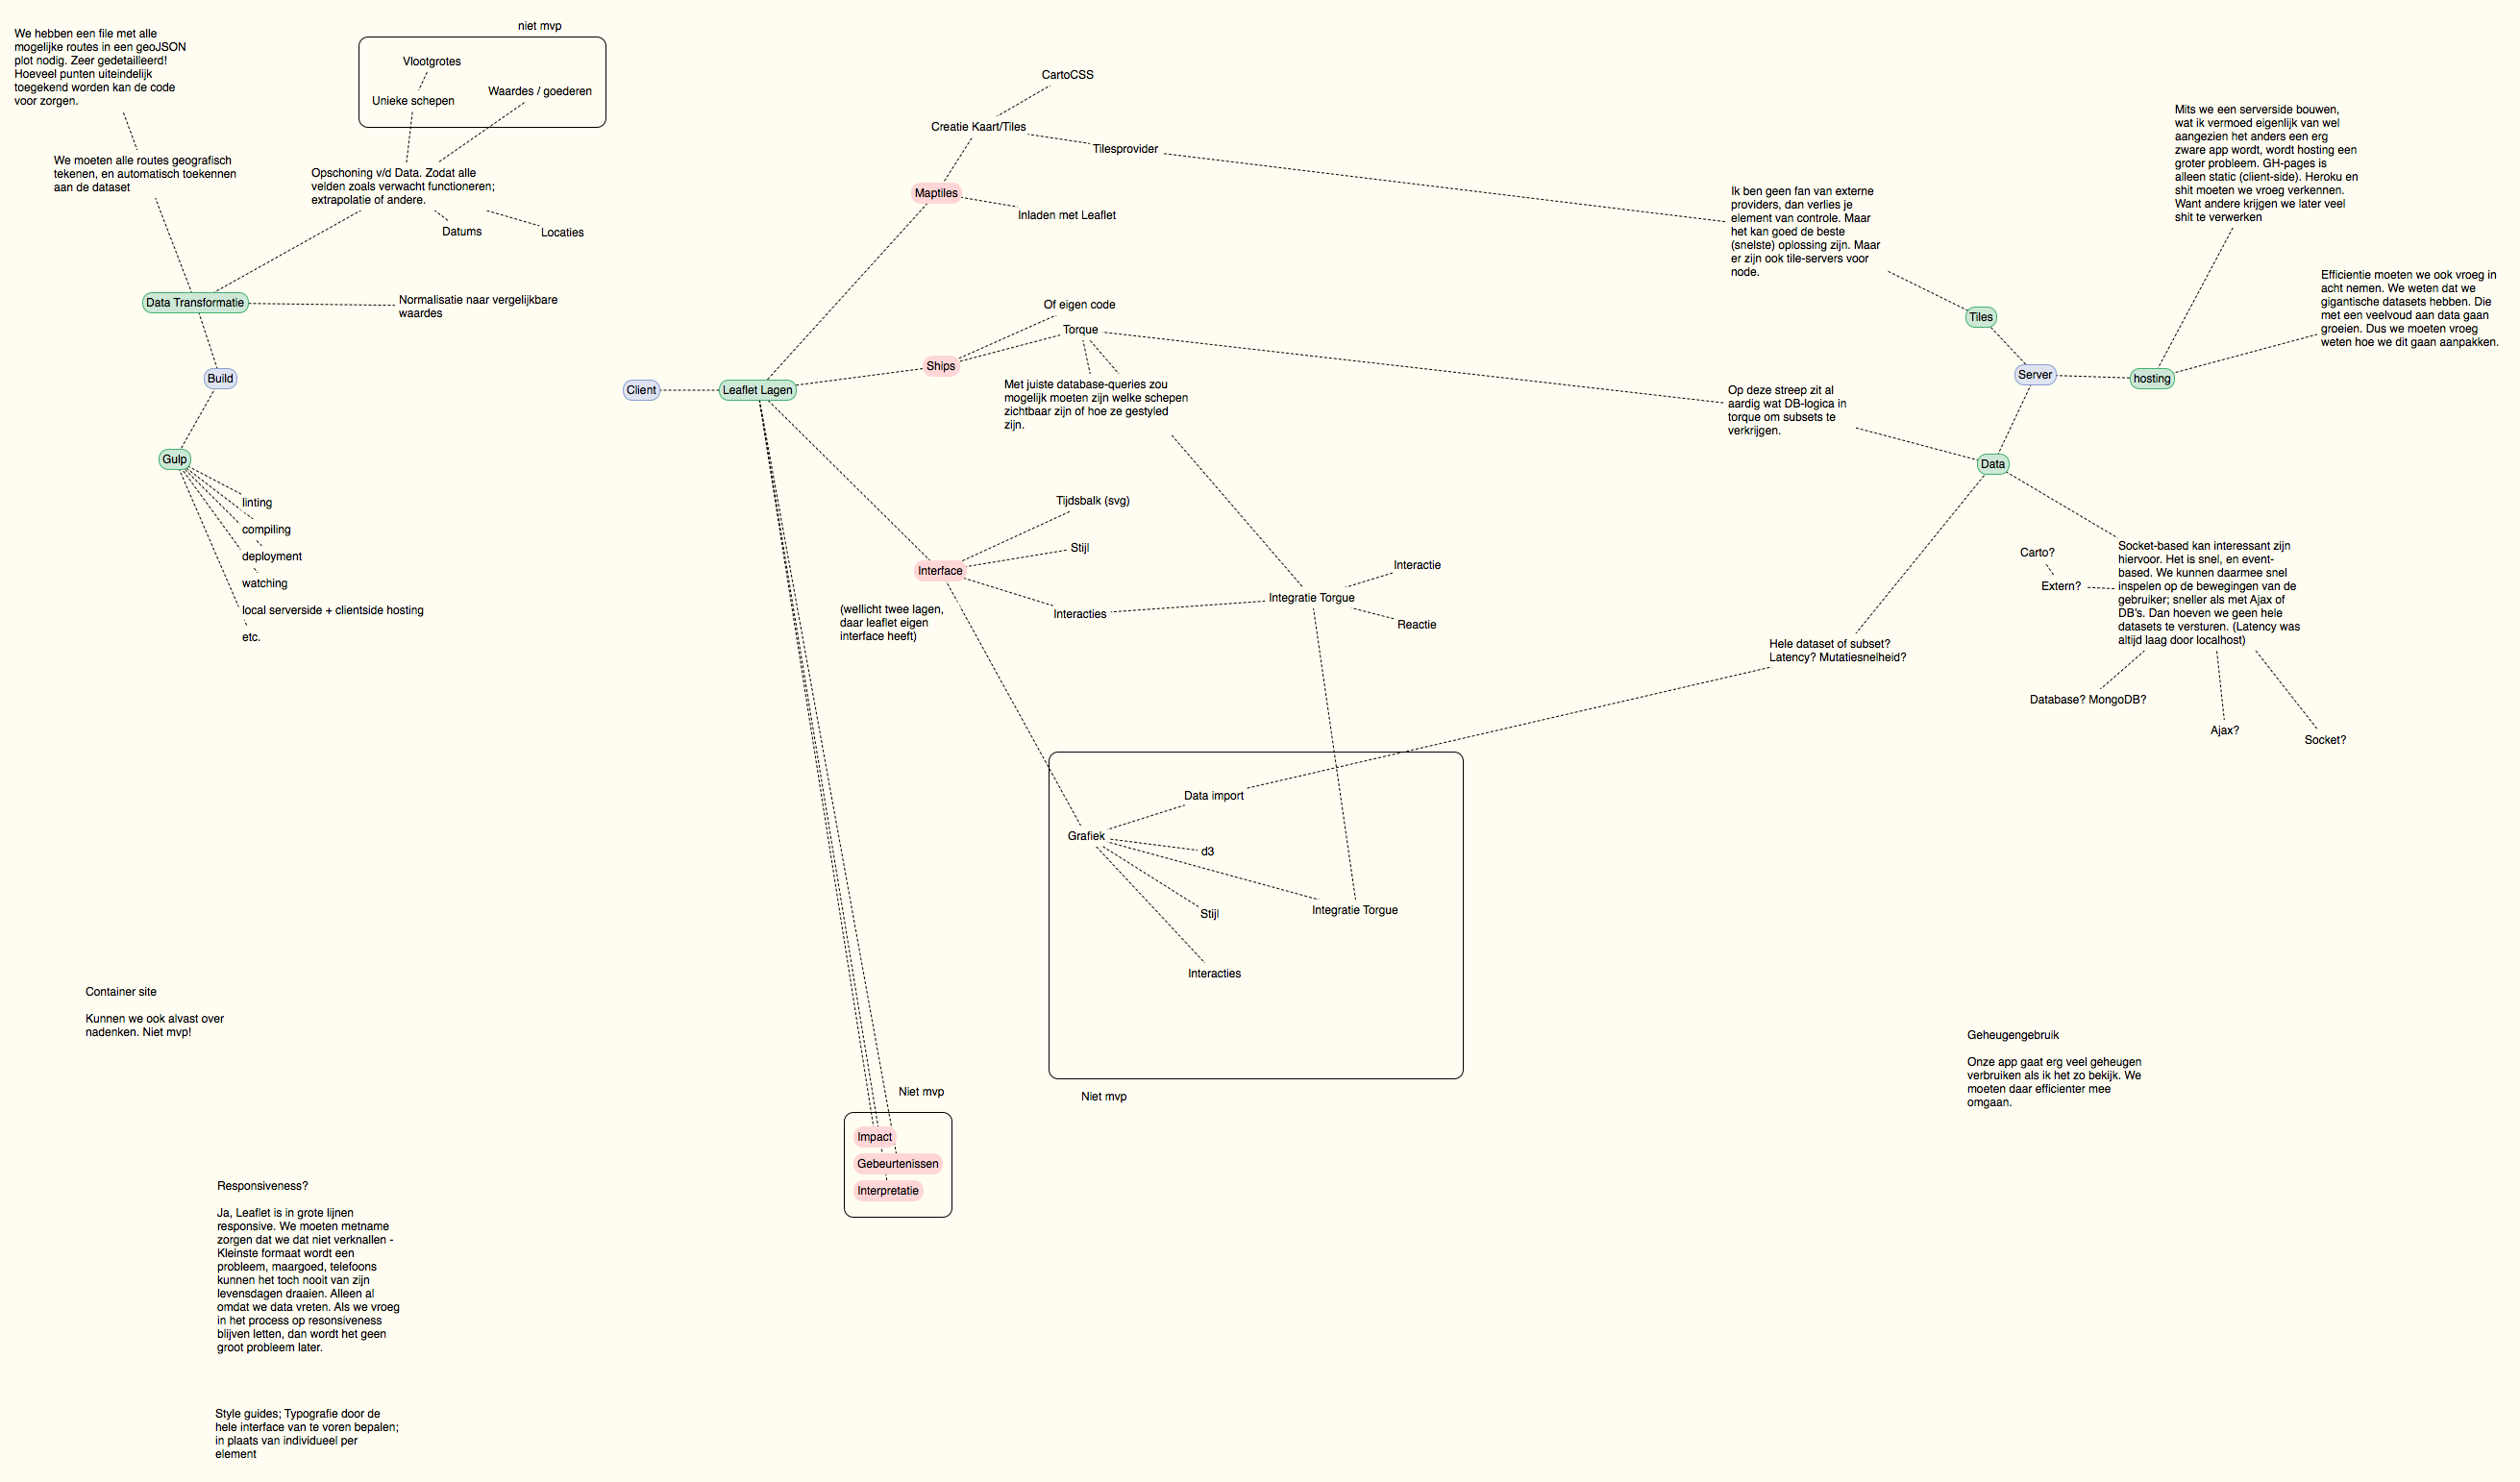 niet mvp
We hebben een file met alle
mogelijke routes in een geoJSON
plot nodig. Zeer gedetailleerd!
Hoeveel punten uiteindelijk
toegekend worden kan de code
voor zorgen.
Vlootgrotes
Unieke schepen
Waardes / goederen
We moeten alle routes geografisch
tekenen, en automatisch toekennen
aan de dataset
Opschoning v/d Data. Zodat alle
velden zoals verwacht functioneren;
extrapolatie of andere.
Datums
Locaties
Data Transformatie
Normalisatie naar vergelijkbare
waardes
Build
Gulp
linting
compiling
deployment
watching
local serverside + clientside hosting
etc.
Client
Leaflet Lagen
CartoCSS
Creatie Kaart/Tiles
Tilesprovider
Maptiles
Inladen met Leaflet
Of eigen code
Torque
Ships
Met juiste database-queries zou
mogelijk moeten zijn welke schepen
zichtbaar zijn of hoe ze gestyled
zijn.
Tijdsbalk (svg)
Stijl
Interface
(wellicht twee lagen,
daar leaflet eigen
interface heeft)
Interacties
Integratie Torgue
Interactie
Reactie
Data import
Grafiek
d3
Stijl
Integratie Torgue
Interacties
Niet mvp
Niet mvp
Impact
Gebeurtenissen
Interpretatie
Mits we een serverside bouwen,
wat ik vermoed eigenlijk van wel
aangezien het anders een erg
zware app wordt, wordt hosting een
groter probleem. GH-pages is
alleen static (client-side). Heroku en
shit moeten we vroeg verkennen.
Want andere krijgen we later veel
shit te verwerken
Ik ben geen fan van externe
providers, dan verlies je
element van controle. Maar
het kan goed de beste
(snelste) oplossing zijn. Maar
er zijn ook tile-servers voor
node.
Efficientie moeten we ook vroeg in
acht nemen. We weten dat we
gigantische datasets hebben. Die
met een veelvoud aan data gaan
groeien. Dus we moeten vroeg
weten hoe we dit gaan aanpakken.
Tiles
Server
hosting
Op deze streep zit al
aardig wat DB-logica in
torque om subsets te
verkrijgen.
Data
Carto?
Extern?
Socket-based kan interessant zijn
hiervoor. Het is snel, en event-
based. We kunnen daarmee snel
inspelen op de bewegingen van de
gebruiker; sneller als met Ajax of
DB's. Dan hoeven we geen hele
datasets te versturen. (Latency was
altijd laag door localhost)
Hele dataset of subset?
Latency? Mutatiesnelheid?
Database? MongoDB?
Ajax?
Socket?
Container site
Kunnen we ook alvast over
nadenken. Niet mvp!
Geheugengebruik
Onze app gaat erg veel geheugen
verbruiken als ik het zo bekijk. We
moeten daar efficienter mee
omgaan.
Responsiveness?
Ja, Leaflet is in grote lijnen
responsive. We moeten metname
zorgen dat we dat niet verknallen -
Kleinste formaat wordt een
probleem, maargoed, telefoons
kunnen het toch nooit van zijn
levensdagen draaien. Alleen al
omdat we data vreten. Als we vroeg
in het process op resonsiveness
blijven letten, dan wordt het geen
groot probleem later.
Style guides; Typografie door de
hele interface van te voren bepalen;
in plaats van individueel per
element